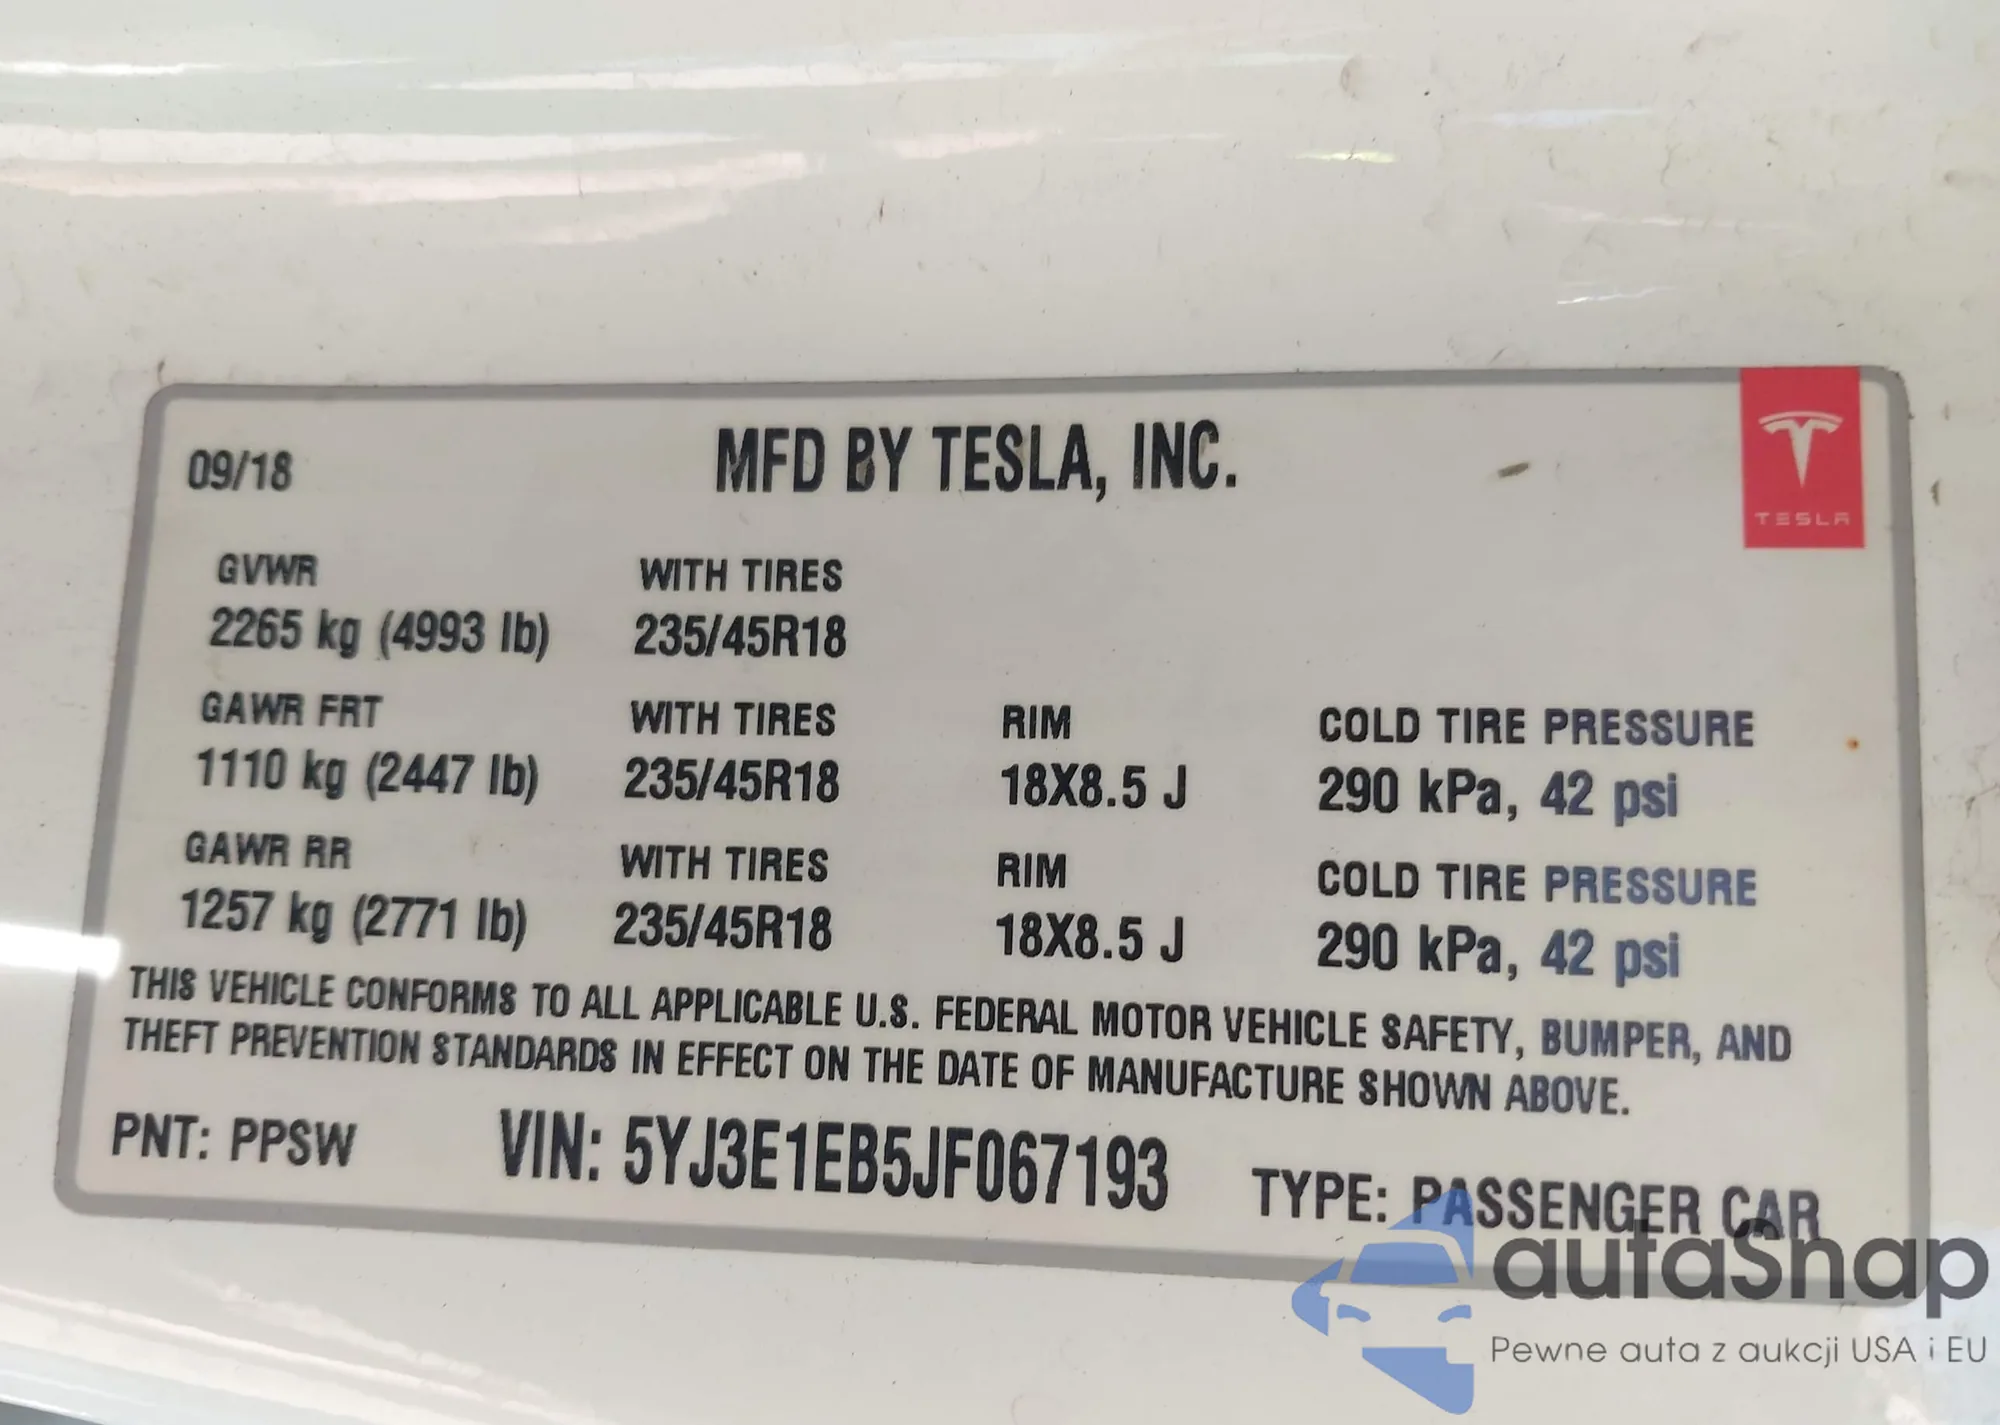 09/18 MFD BY TESLA, INC.
TESLA
GVWR WITH TIRES
2265 kg (4993 lb) 235/45R18
GAWR FRT WITH TIRES RIM COLD TIRE PRESSURE
1110 kg (2447 lb) 235/45R18 18X8.5 J 290 kPa, 42 psi
GAWR RR WITH TIRES RIM COLD TIRE PRESSURE
1257 kg (2771 lb) 235/45R18 18X8.5 J 290 kPa, 42 psi
THIS VEHICLE CONFORMS TO ALL APPLICABLE U.S. FEDERAL MOTOR VEHICLE SAFETY, BUMPER, AND
THEFT PREVENTION STANDARDS IN EFFECT ON THE DATE OF MANUFACTURE SHOWN ABOVE.
PNT: PPSW VIN: 5YJ3E1EB5JF067193 TYPE: PASSENGER CAR
autaSnap
Pewne auta z aukcji USA i EU